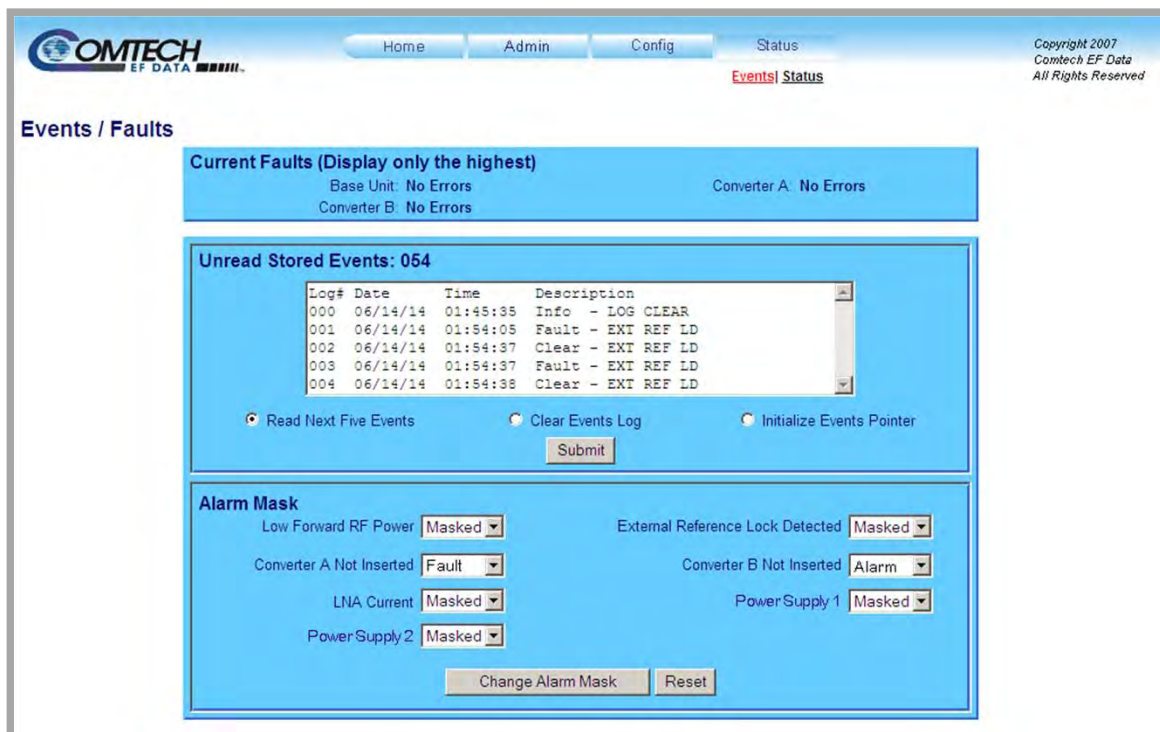 COMTECH
EF DATA
Home Admin Config Status
Events| Status
Copyright 2007
Comtech EF Data
All Rights Reserved
Events / Faults
Current Faults (Display only the highest)
Base Unit: No Errors Converter A: No Errors
Converter B: No Errors
Unread Stored Events: 054
Log# Date Time Description
000 06/14/14 01:45:35 Info - LOG CLEAR
001 06/14/14 01:54:05 Fault - EXT REF LD
002 06/14/14 01:54:37 Clear - EXT REF LD
003 06/14/14 01:54:37 Fault - EXT REF LD
004 06/14/14 01:54:38 Clear - EXT REF LD
Read Next Five Events Clear Events Log Initialize Events Pointer
Submit
Alarm Mask
Low Forward RF Power Masked External Reference Lock Detected Masked
Converter A Not Inserted Fault Converter B Not Inserted Alarm
LNA Current Masked Power Supply 1 Masked
Power Supply 2 Masked
Change Alarm Mask Reset